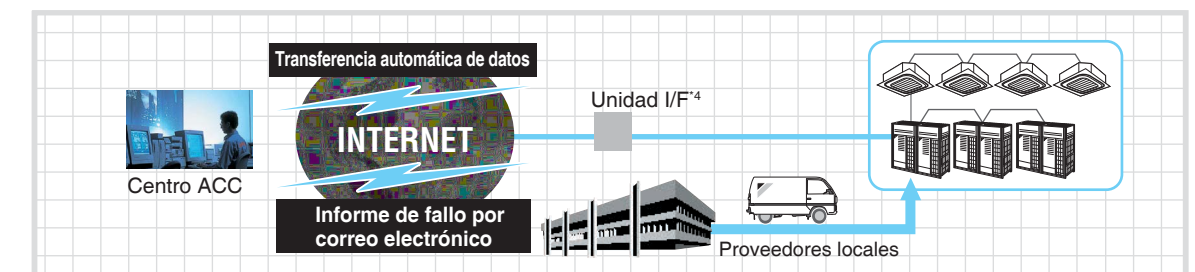 Transferencia automática de datos
INTERNET
Unidad I/F*4
Centro ACC
Informe de fallo por
correo electrónico
Proveedores locales